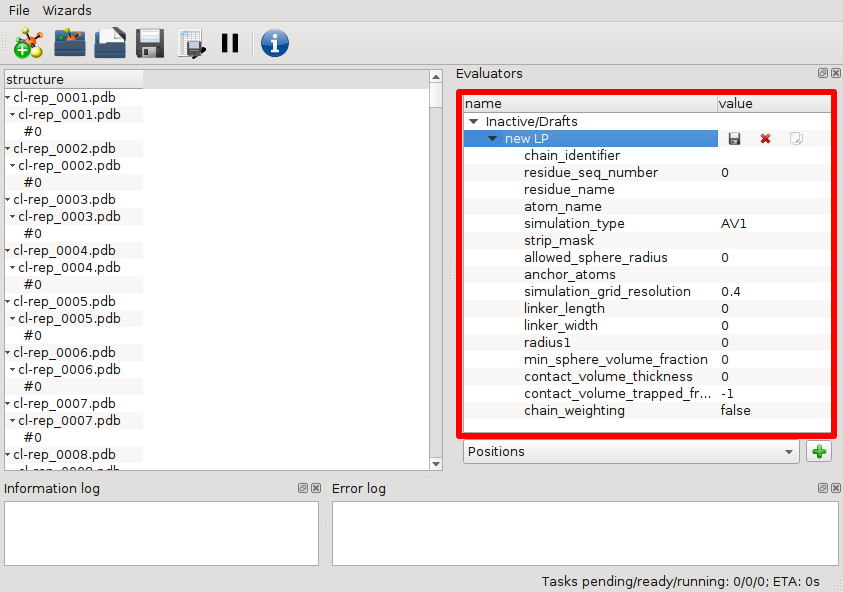 File Wizards
structure
cl-rep_0001.pdb
cl-rep_0001.pdb
#0
cl-rep_0002.pdb
cl-rep_0002.pdb
#0
cl-rep_0003.pdb
cl-rep_0003.pdb
#0
cl-rep_0004.pdb
cl-rep_0004.pdb
#0
cl-rep_0005.pdb
cl-rep_0005.pdb
#0
cl-rep_0006.pdb
cl-rep_0006.pdb
#0
cl-rep_0007.pdb
cl-rep_0007.pdb
#0
cl-rep_0008.pdb
Evaluators
name value
Inactive/Drafts
new LP
chain_identifier
residue_seq_number 0
residue_name
atom_name
simulation_type AV1
strip_mask
allowed_sphere_radius 0
anchor_atoms
simulation_grid_resolution 0.4
linker_length 0
linker_width 0
radius1 0
min_sphere_volume_fraction 0
contact_volume_thickness 0
contact_volume_trapped_fr... -1
chain_weighting false
Positions
Information log
Error log
Tasks pending/ready/running: 0/0/0; ETA: 0s